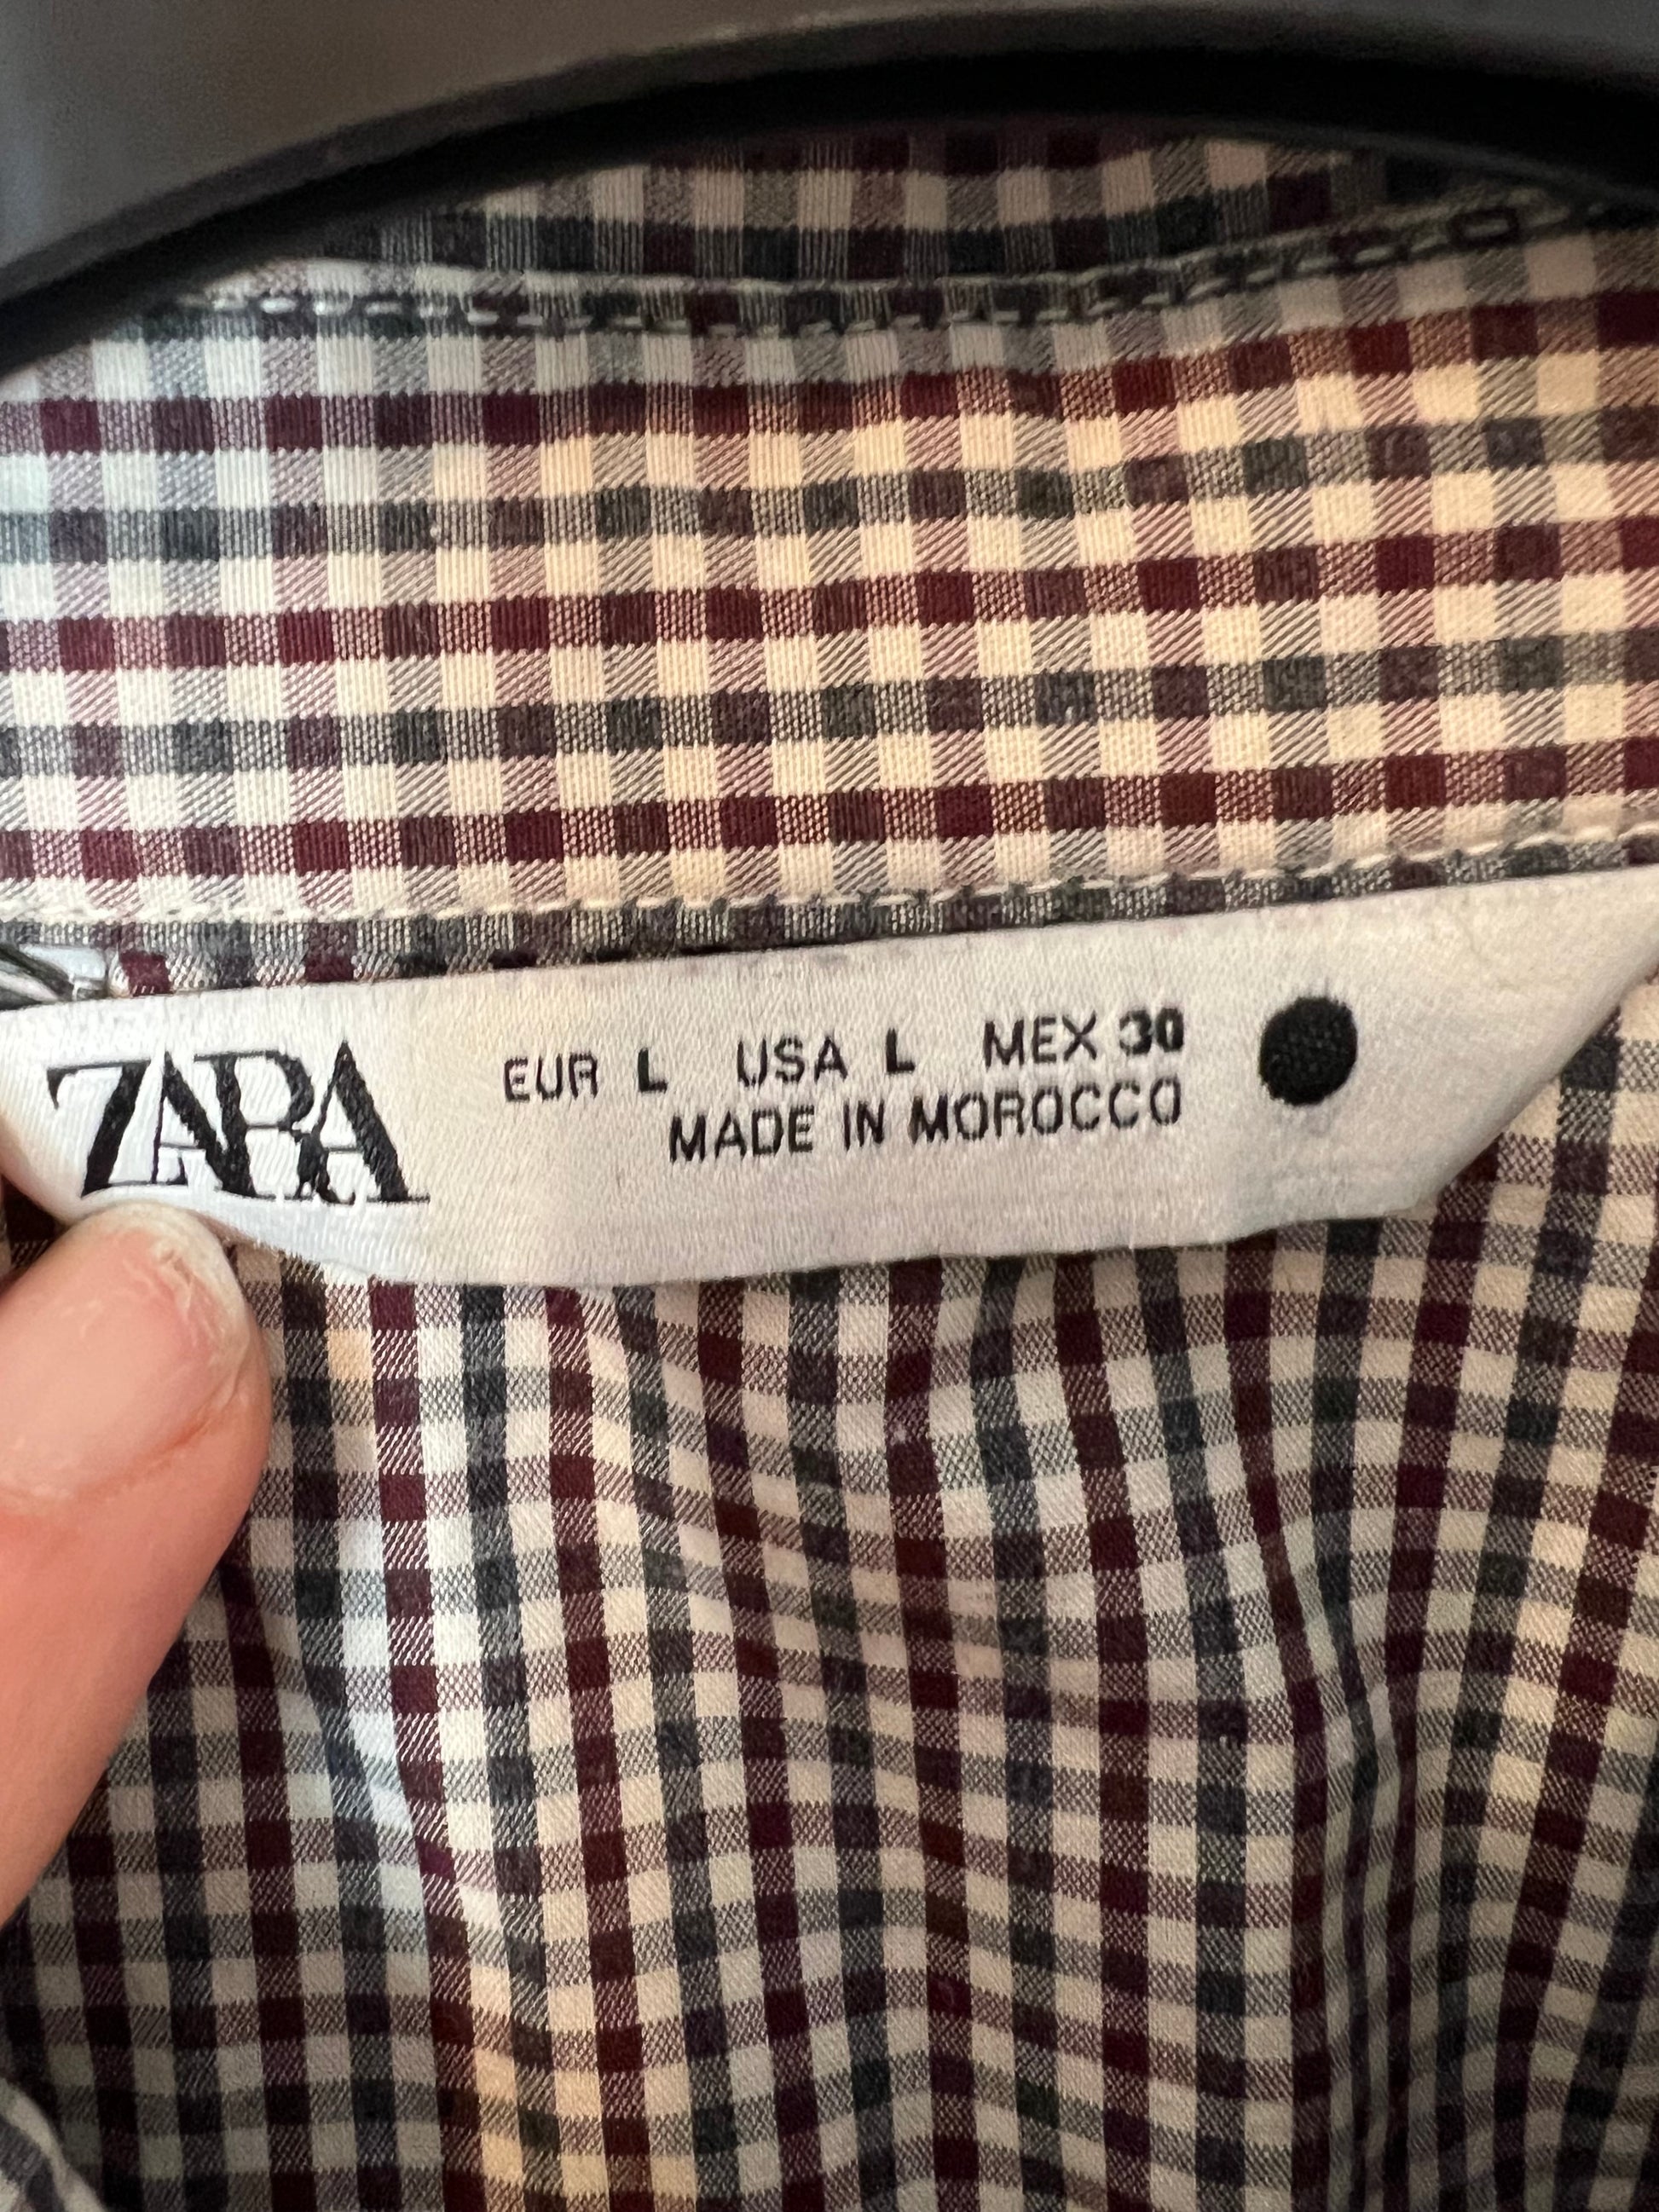 ZARA
EUR L USA L MEX 30
MADE IN MOROCCO